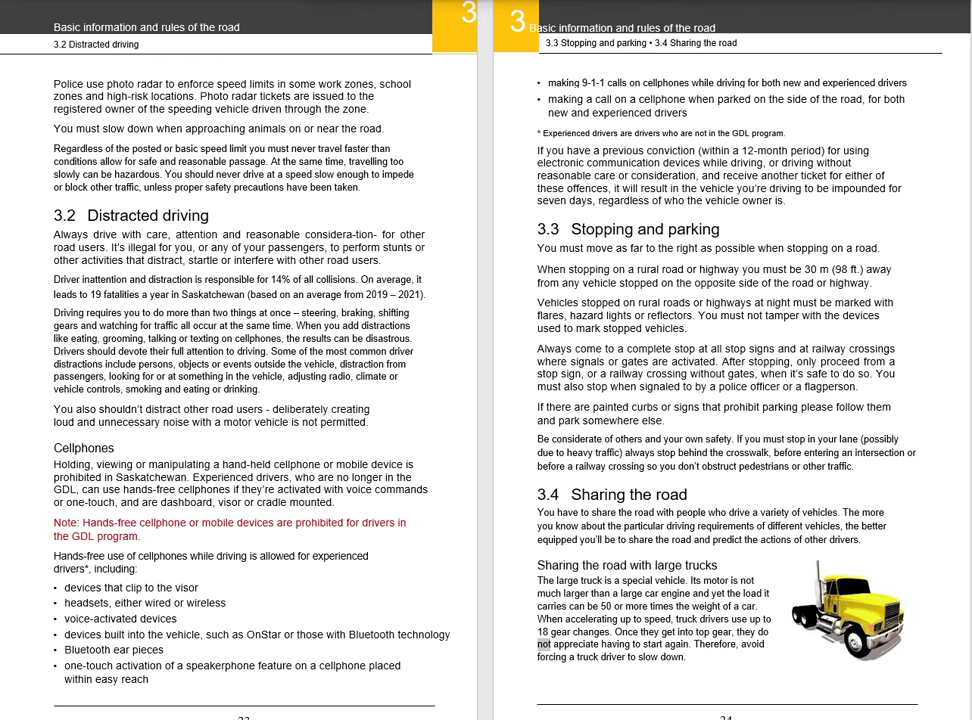 Basic information and rules of the road
3
3.2 Distracted driving
Police use photo radar to enforce speed limits in some work zones, school
zones and high-risk locations. Photo radar tickets are issued to the
registered owner of the speeding vehicle driven through the zone.
You must slow down when approaching animals on or near the road.
Regardless of the posted or basic speed limit you must never travel faster than
conditions allow for safe and reasonable passage. At the same time, travelling too
slowly can be hazardous. You should never drive at a speed slow enough to impede
or block other traffic, unless proper safety precautions have been taken.
3.2 Distracted driving
Always drive with care, attention and reasonable considera-tion- for other
road users. It's illegal for you, or any of your passengers, to perform stunts or
other activities that distract, startle or interfere with other road users.
Driver inattention and distraction is responsible for 14% of all collisions. On average, it
leads to 19 fatalities a year in Saskatchewan (based on an average from 2019 – 2021).
Driving requires you to do more than two things at once – steering, braking, shifting
gears and watching for traffic all occur at the same time. When you add distractions
like eating, grooming, talking or texting on cellphones, the results can be disastrous.
Drivers should devote their full attention to driving. Some of the most common driver
distractions include persons, objects or events outside the vehicle, distraction from
passengers, looking for or at something in the vehicle, adjusting radio, climate or
vehicle controls, smoking and eating or drinking.
You also shouldn't distract other road users - deliberately creating
loud and unnecessary noise with a motor vehicle is not permitted.
Cellphones
Holding, viewing or manipulating a hand-held cellphone or mobile device is
prohibited in Saskatchewan. Experienced drivers, who are no longer in the
GDL, can use hands-free cellphones if they're activated with voice commands
or one-touch, and are dashboard, visor or cradle mounted.
Note: Hands-free cellphone or mobile devices are prohibited for drivers in
the GDL program.
Hands-free use of cellphones while driving is allowed for experienced
drivers*, including:
• devices that clip to the visor
• headsets, either wired or wireless
• voice-activated devices
• devices built into the vehicle, such as OnStar or those with Bluetooth technology
• Bluetooth ear pieces
• one-touch activation of a speakerphone feature on a cellphone placed
within easy reach
3
Basic information and rules of the road
3.3 Stopping and parking • 3.4 Sharing the road
• making 9-1-1 calls on cellphones while driving for both new and experienced drivers
• making a call on a cellphone when parked on the side of the road, for both
new and experienced drivers
* Experienced drivers are drivers who are not in the GDL program.
If you have a previous conviction (within a 12-month period) for using
electronic communication devices while driving, or driving without
reasonable care or consideration, and receive another ticket for either of
these offences, it will result in the vehicle you're driving to be impounded for
seven days, regardless of who the vehicle owner is.
3.3 Stopping and parking
You must move as far to the right as possible when stopping on a road.
When stopping on a rural road or highway you must be 30 m (98 ft.) away
from any vehicle stopped on the opposite side of the road or highway.
Vehicles stopped on rural roads or highways at night must be marked with
flares, hazard lights or reflectors. You must not tamper with the devices
used to mark stopped vehicles.
Always come to a complete stop at all stop signs and at railway crossings
where signals or gates are activated. After stopping, only proceed from a
stop sign, or a railway crossing without gates, when it's safe to do so. You
must also stop when signaled to by a police officer or a flagperson.
If there are painted curbs or signs that prohibit parking please follow them
and park somewhere else.
Be considerate of others and your own safety. If you must stop in your lane (possibly
due to heavy traffic) always stop behind the crosswalk, before entering an intersection or
before a railway crossing so you don't obstruct pedestrians or other traffic.
3.4 Sharing the road
You have to share the road with people who drive a variety of vehicles. The more
you know about the particular driving requirements of different vehicles, the better
equipped you'll be to share the road and predict the actions of other drivers.
Sharing the road with large trucks
The large truck is a special vehicle. Its motor is not
much larger than a large car engine and yet the load it
carries can be 50 or more times the weight of a car.
When accelerating up to speed, truck drivers use up to
18 gear changes. Once they get into top gear, they do
not appreciate having to start again. Therefore, avoid
forcing a truck driver to slow down.